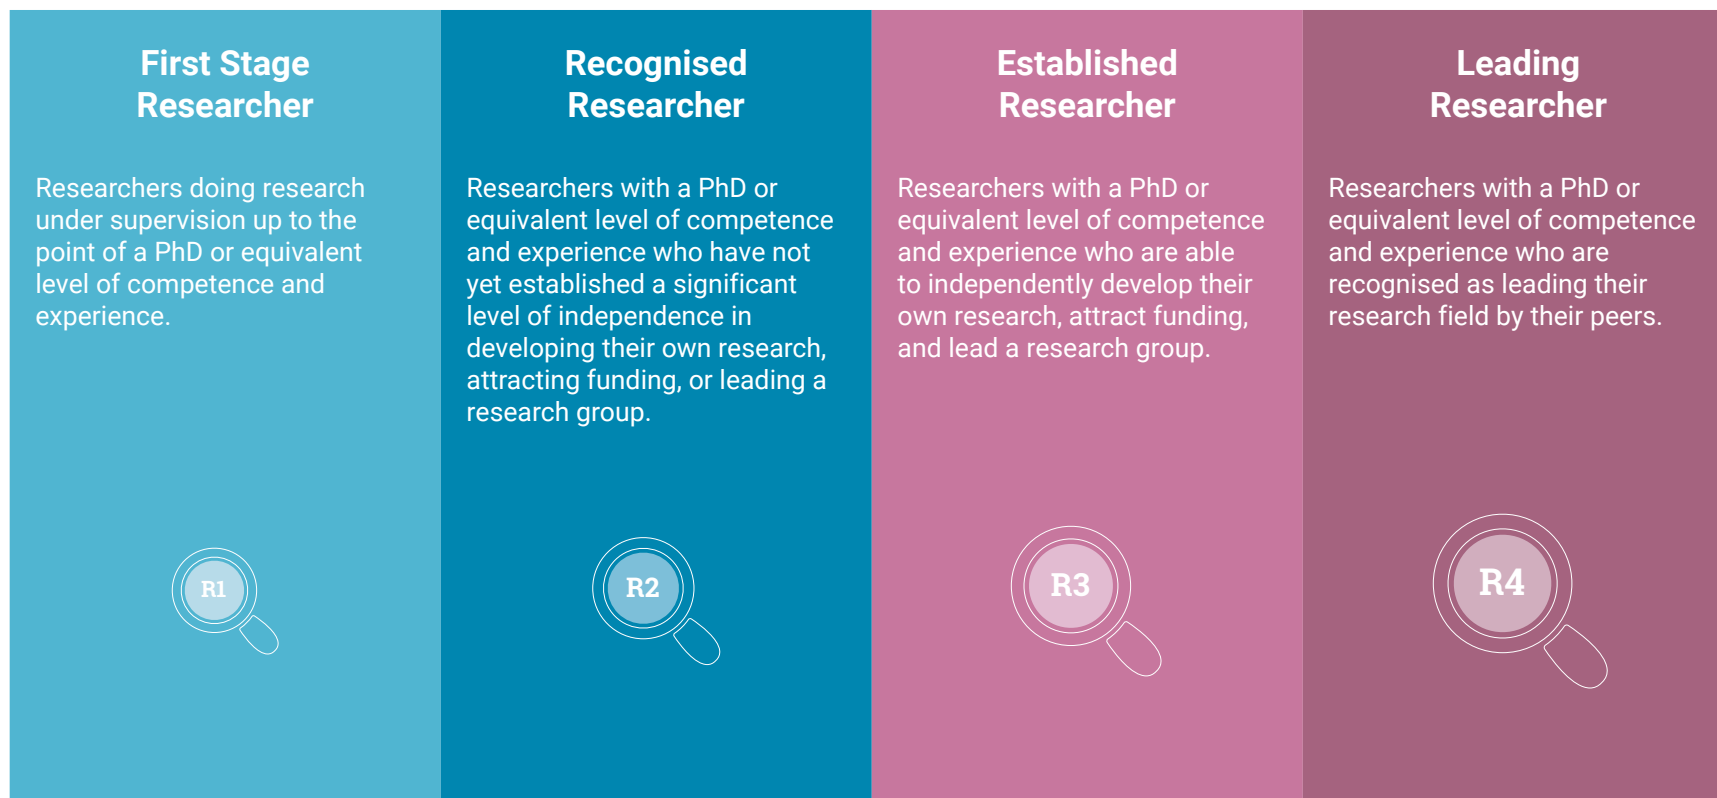 First Stage
Researcher
Researchers doing research
under supervision up to the
point of a PhD or equivalent
level of competence and
experience.
R1
Recognised
Researcher
Researchers with a PhD or
equivalent level of competence
and experience who have not
yet established a significant
level of independence in
developing their own research,
attracting funding, or leading a
research group.
R2
Established
Researcher
Researchers with a PhD or
equivalent level of competence
and experience who are able
to independently develop their
own research, attract funding,
and lead a research group.
R3
Leading
Researcher
Researchers with a PhD or
equivalent level of competence
and experience who are
recognised as leading their
research field by their peers.
R4